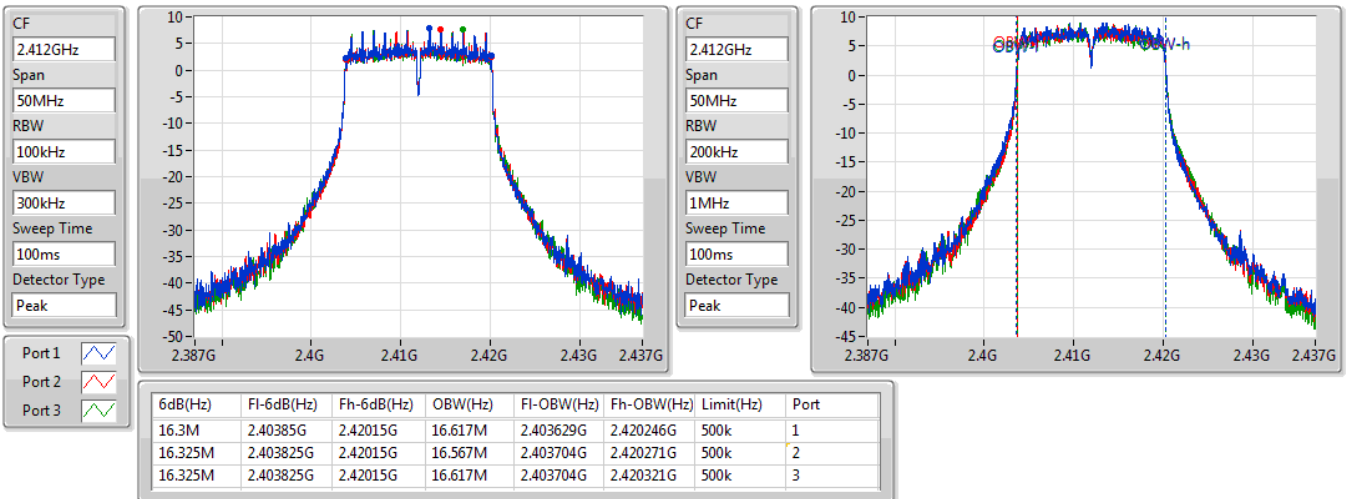 CF
2.412GHz
Span
50MHz
RBW
100kHz
VBW
300kHz
Sweep Time
100ms
Detector Type
Peak
10
5
0
-5
-10
-15
-20
-25
-30
-35
-40
-45
-50
2.387G 2.4G 2.41G 2.42G 2.43G 2.437G
CF
2.412GHz
Span
50MHz
RBW
200kHz
VBW
1MHz
Sweep Time
100ms
Detector Type
Peak
10
5
0
-5
-10
-15
-20
-25
-30
-35
-40
-45
OBW-h
2.387G 2.4G 2.41G 2.42G 2.43G 2.437G
Port 1
Port 2
Port 3
6dB(Hz) Fl-6dB(Hz) Fh-6dB(Hz) OBW(Hz) Fl-OBW(Hz) Fh-OBW(Hz) Limit(Hz) Port
16.3M 2.40385G 2.42015G 16.617M 2.403629G 2.420246G 500k 1
16.325M 2.403825G 2.42015G 16.567M 2.403704G 2.420271G 500k 2
16.325M 2.403825G 2.42015G 16.617M 2.403704G 2.420321G 500k 3